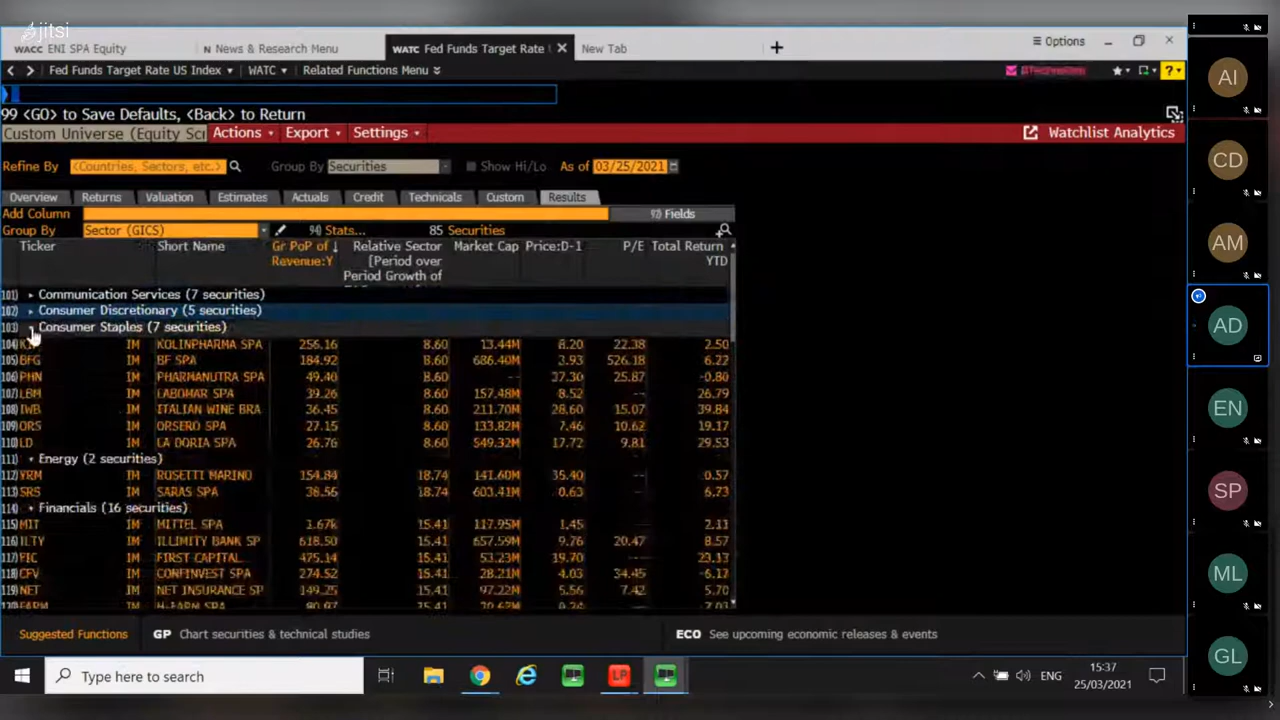 jitsi
WACC ENI SPA Equity
N News & Research Menu
WATC Fed Funds Target Rate
New Tab
Options
Fed Funds Target Rate US Index
WATC
Related Functions Menu
99 <GO> to Save Defaults, <Back> to Return
Custom Universe (Equity Scr
Actions
Export
Settings
Watchlist Analytics
Refine By <Countries, Sectors, etc.>
Group By Securities
Show Hi/Lo
As of 03/25/2021
Overview Returns Valuation Estimates Actuals Credit Technicals Custom Results
Add Column
Fields
Group By Sector (GICS)
94) Stats...
85 Securities
Ticker Short Name Gr PoP of Relative Sector Market Cap Price:D-1 P/E Total Return
Revenue:Y [Period over YTD
Period Growth of
101) Communication Services (7 securities)
102) Consumer Discretionary (5 securities)
103) Consumer Staples (7 securities)
104) IM KOLINPHARMA SPA 256.16 8.60 13.44M 8.20 22.38 2.50
105) BFG IM BF SPA 184.92 8.60 686.40M 3.93 526.18 6.22
106) PHN IM PHARMANUTRA SPA 49.40 8.60 -- 37.30 25.87 -0.80
107) LBM IM LABOMAR SPA 39.26 8.60 157.48M 8.52 -- 26.79
108) IWB IM ITALIAN WINE BRA 36.45 8.60 211.70M 28.60 15.07 39.84
109) ORS IM ORSERO SPA 27.15 8.60 133.82M 7.46 10.62 19.17
110) LD IM LA DORIA SPA 26.76 8.60 549.32M 17.72 9.81 29.53
111) Energy (2 securities)
112) YRM IM ROSETTI MARINO 154.84 18.74 141.60M 35.40 -- 0.57
113) SRS IM SARAS SPA 38.56 18.74 603.41M 0.63 -- 6.73
114) Financials (16 securities)
115) MIT IM MITTEL SPA 1.67k 15.41 117.95M 1.45 2.11
116) ILTY IM ILLIMITY BANK SP 618.50 15.41 657.59M 9.76 20.47 8.57
117) FIC IM FIRST CAPITAL 475.14 15.41 53.23M 19.70 -- 23.13
118) CFV IM CONFINVEST SPA 274.52 15.41 28.21M 4.03 34.45 -6.17
119) NET IM NET INSURANCE SP 149.25 15.41 97.22M 5.56 7.42 5.70
IM H-FARM SPA
Suggested Functions
GP Chart securities & technical studies
ECO See upcoming economic releases & events
Type here to search
LP
ENG
15:37
25/03/2021
AI
CD
AM
AD
EN
SP
ML
GL